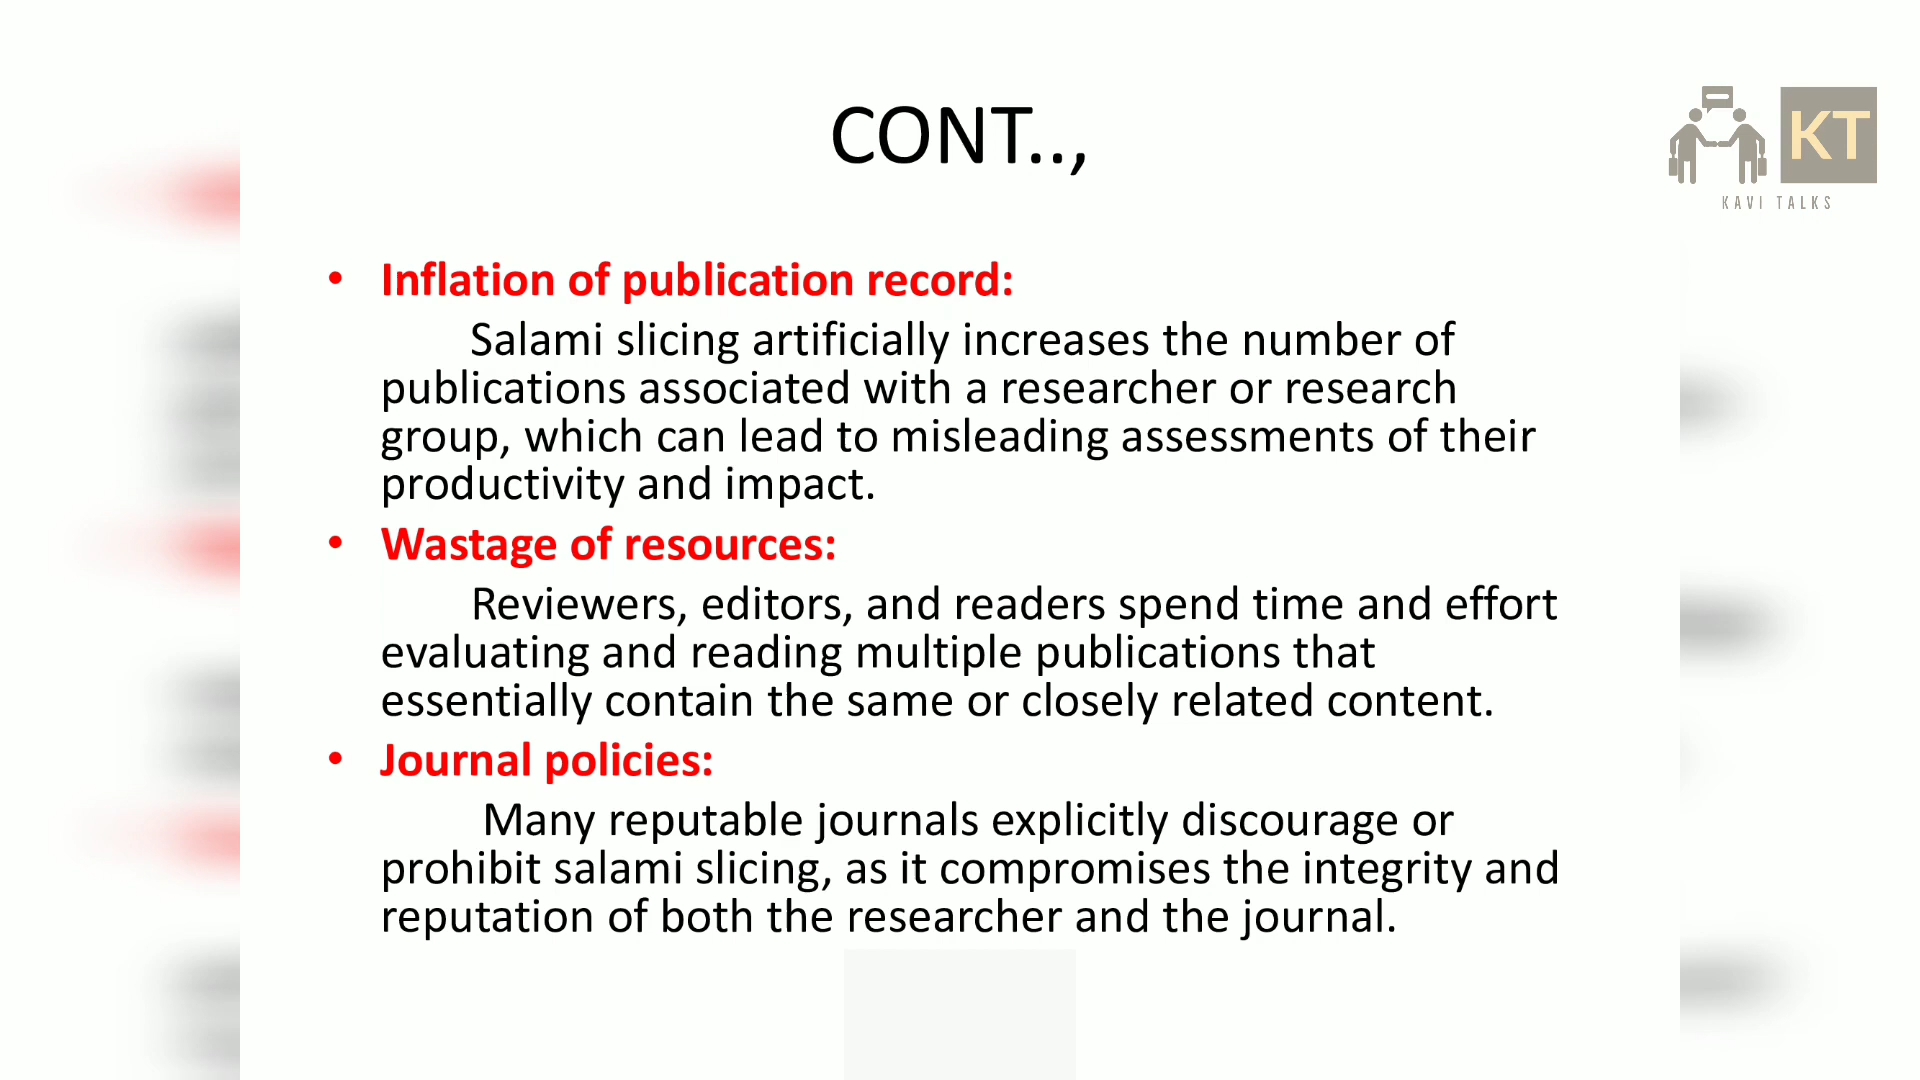 CONT..,
KT
KAVI TALKS
• Inflation of publication record:
Salami slicing artificially increases the number of
publications associated with a researcher or research
group, which can lead to misleading assessments of their
productivity and impact.
• Wastage of resources:
Reviewers, editors, and readers spend time and effort
evaluating and reading multiple publications that
essentially contain the same or closely related content.
• Journal policies:
Many reputable journals explicitly discourage or
prohibit salami slicing, as it compromises the integrity and
reputation of both the researcher and the journal.